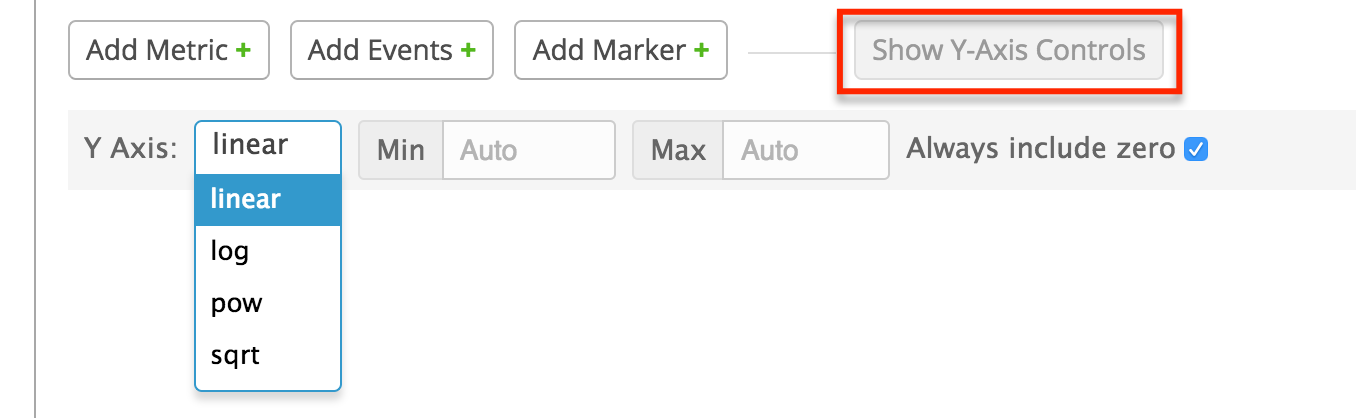 Add Metric + Add Events + Add Marker + Show Y-Axis Controls
Y Axis: linear Min Auto Max Auto Always include zero
linear
log
pow
sqrt